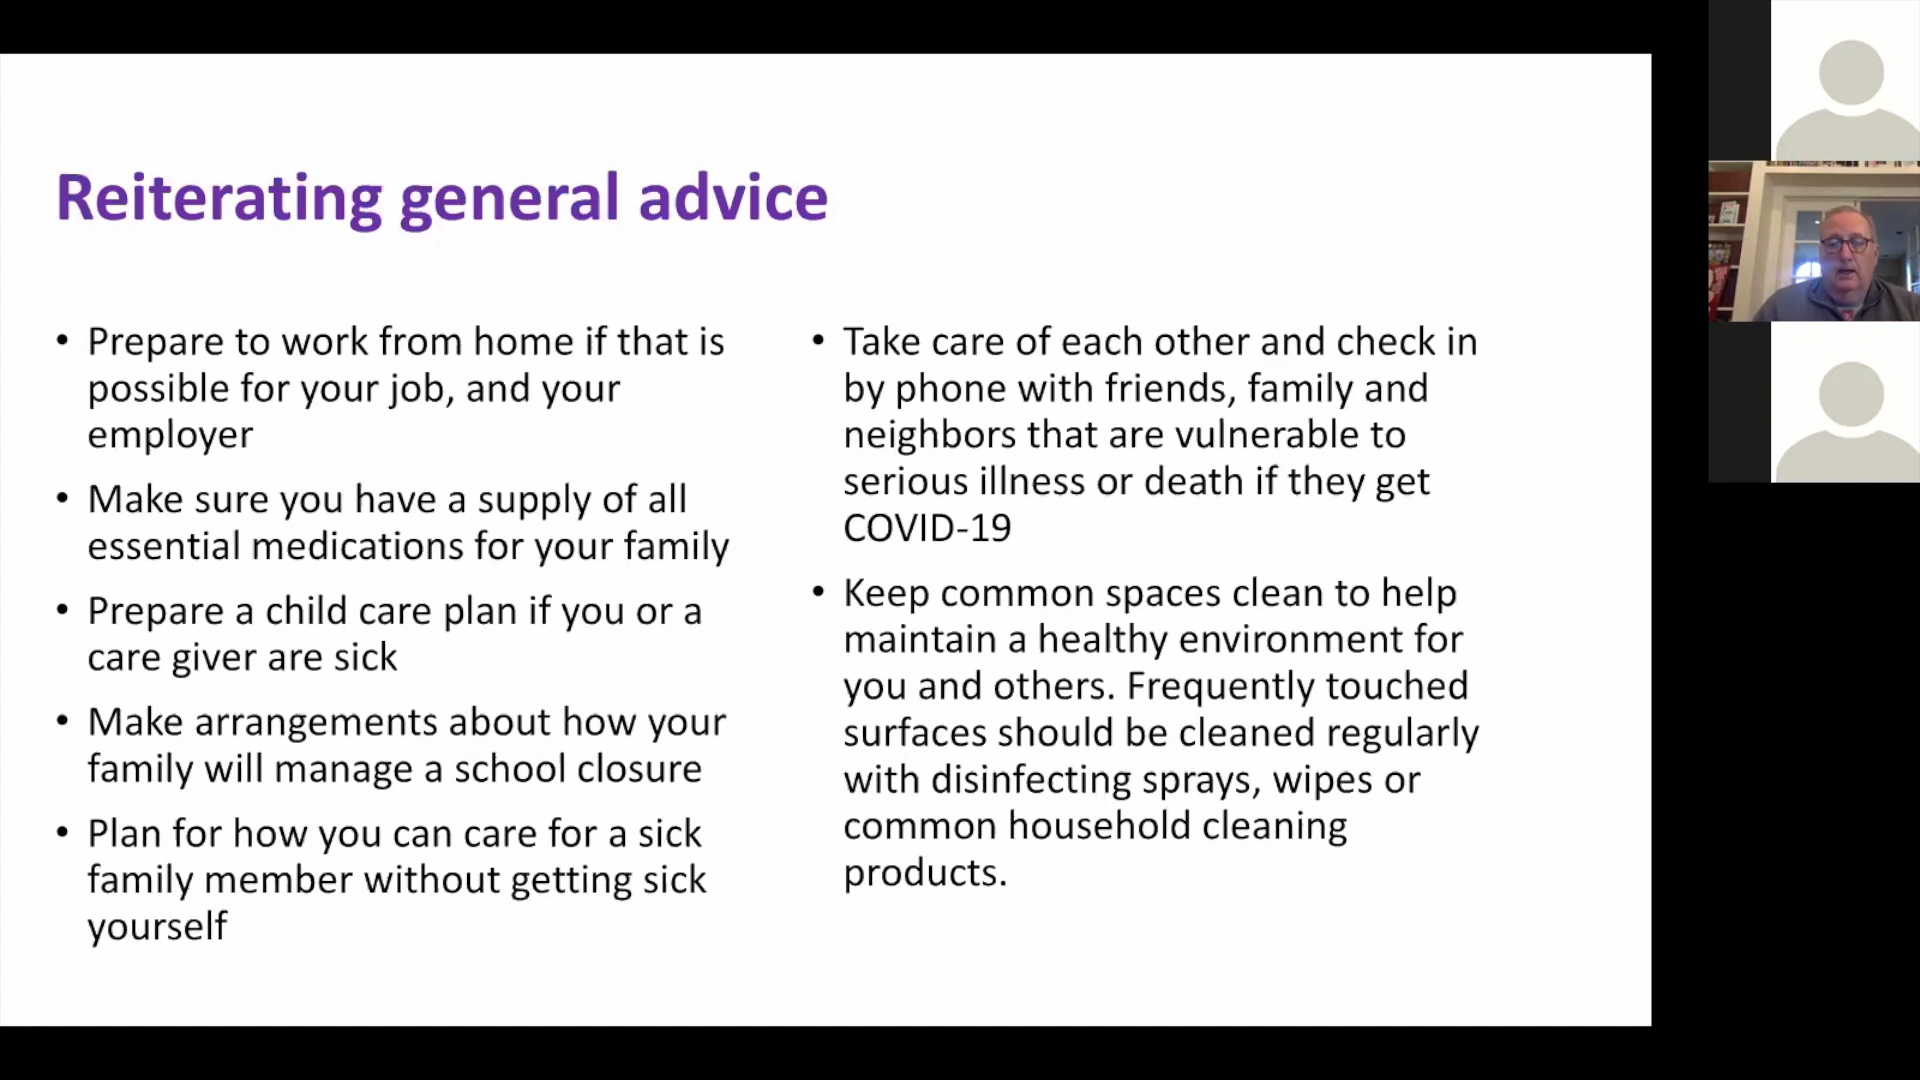 Reiterating general advice
• Prepare to work from home if that is
possible for your job, and your
employer
• Make sure you have a supply of all
essential medications for your family
• Prepare a child care plan if you or a
care giver are sick
• Make arrangements about how your
family will manage a school closure
• Plan for how you can care for a sick
family member without getting sick
yourself
• Take care of each other and check in
by phone with friends, family and
neighbors that are vulnerable to
serious illness or death if they get
COVID-19
• Keep common spaces clean to help
maintain a healthy environment for
you and others. Frequently touched
surfaces should be cleaned regularly
with disinfecting sprays, wipes or
common household cleaning
products.